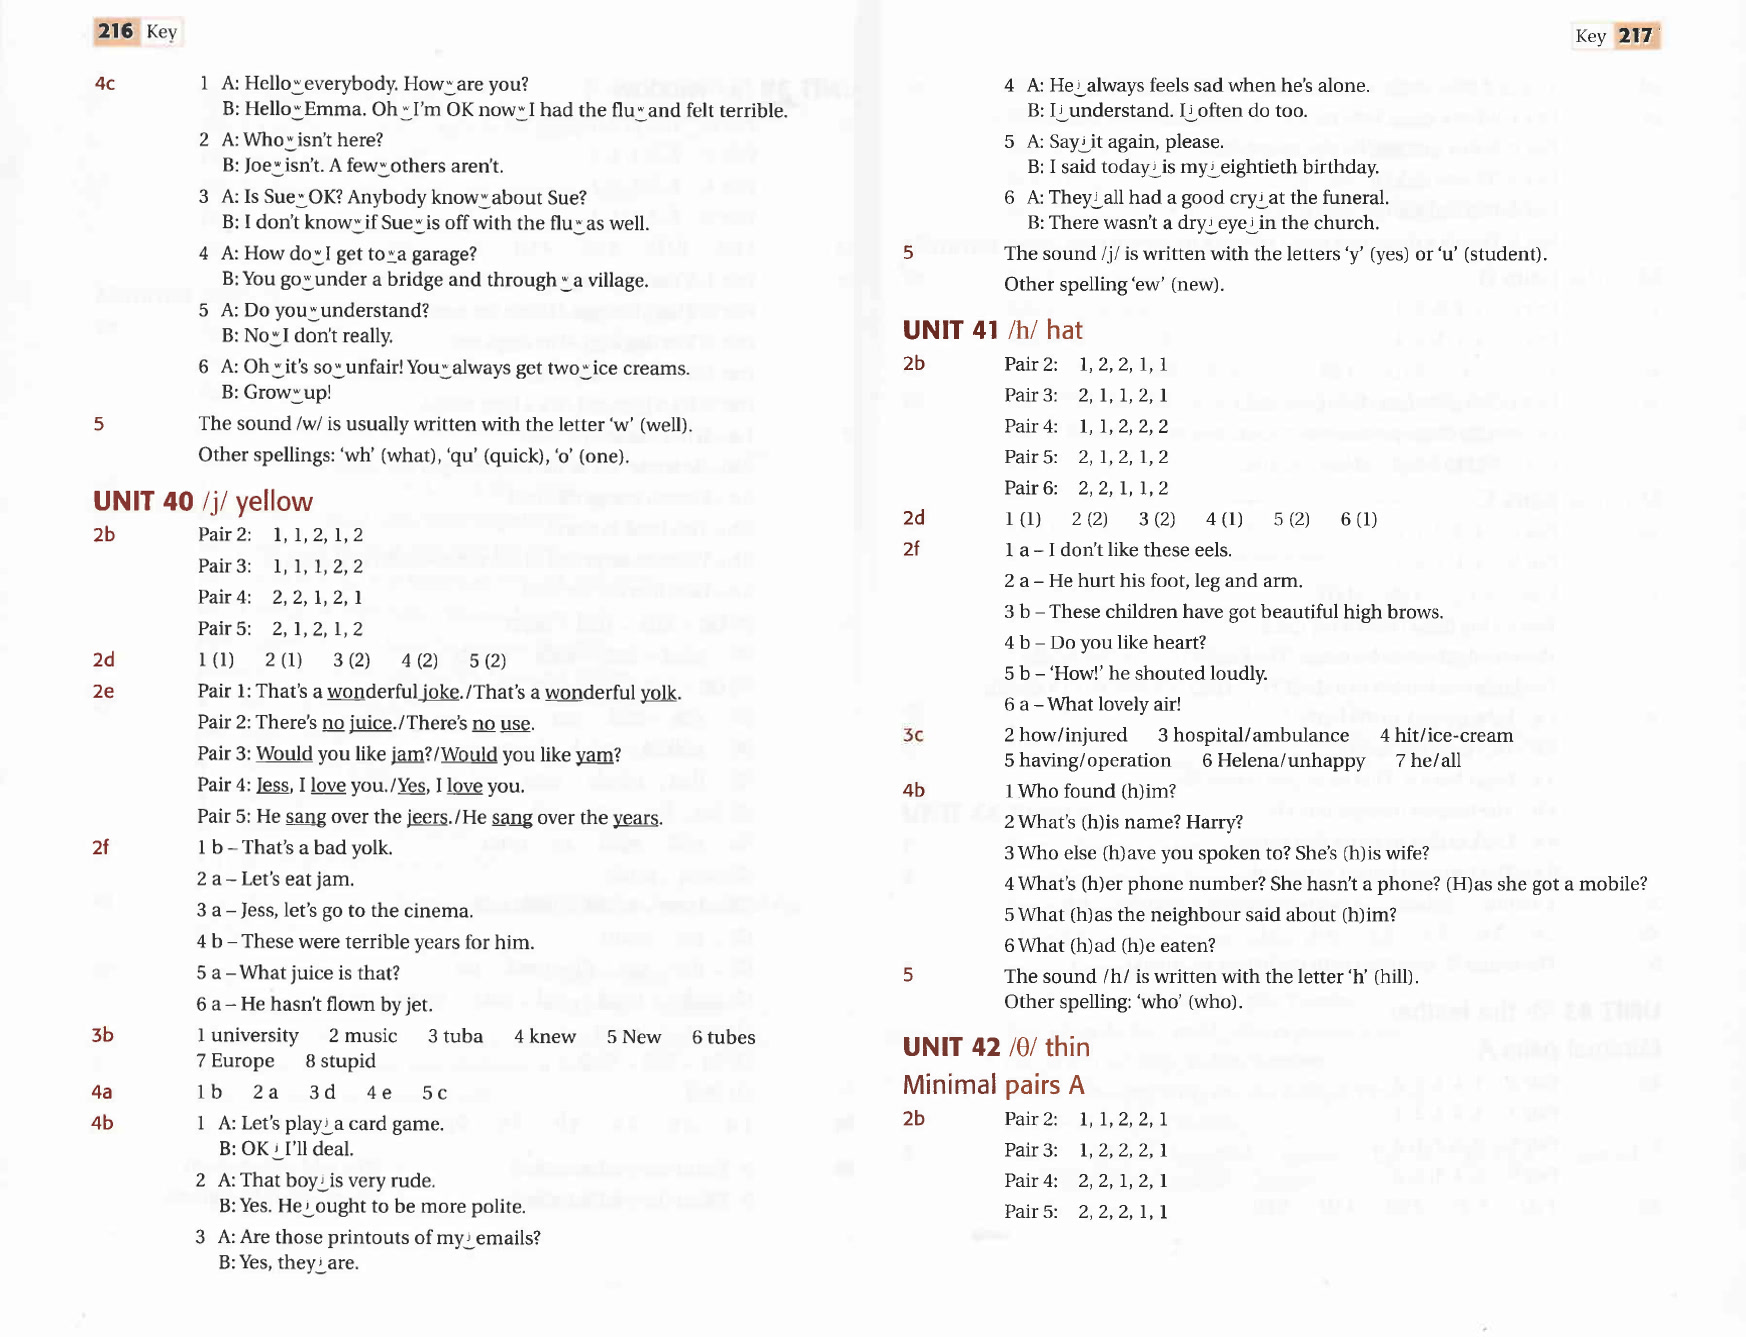 216 Key
4c 1 A: Hello ʷ everybody. How ʷ are you?
B: Hello ʷ Emma. Oh ʷ I'm OK now ʷ I had the flu ʷ and felt terrible.
2 A: Who ʷ isn't here?
B: Joe ʷ isn't. A few ʷ others aren't.
3 A: Is Sue ʷ OK? Anybody know ʷ about Sue?
B: I don't know ʷ if Sue ʷ is off with the flu ʷ as well.
4 A: How do ʷ I get to ʷ a garage?
B: You go ʷ under a bridge and through ʷ a village.
5 A: Do you ʷ understand?
B: No ʷ I don't really.
6 A: Oh ʷ it's so ʷ unfair! You ʷ always get two ʷ ice creams.
B: Grow ʷ up!
5 The sound /w/ is usually written with the letter ‘w’ (well).
Other spellings: ‘wh’ (what), ‘qu’ (quick), ‘o’ (one).
UNIT 40 /j/ yellow
2b Pair 2: 1, 1, 2, 1, 2
Pair 3: 1, 1, 1, 2, 2
Pair 4: 2, 2, 1, 2, 1
Pair 5: 2, 1, 2, 1, 2
2d 1 (1) 2 (1) 3 (2) 4 (2) 5 (2)
2e Pair 1: That's a wonderful joke./That's a wonderful yolk.
Pair 2: There's no juice./There's no use.
Pair 3: Would you like jam?/Would you like yam?
Pair 4: Jess, I love you./Yes, I love you.
Pair 5: He sang over the jeers./He sang over the years.
2f 1 b – That's a bad yolk.
2 a – Let's eat jam.
3 a – Jess, let's go to the cinema.
4 b – These were terrible years for him.
5 a – What juice is that?
6 a – He hasn't flown by jet.
3b 1 university 2 music 3 tuba 4 knew 5 New 6 tubes
7 Europe 8 stupid
4a 1 b 2 a 3 d 4 e 5 c
4b 1 A: Let's play ʲ a card game.
B: OK ʲ I'll deal.
2 A: That boy ʲ is very rude.
B: Yes. He ʲ ought to be more polite.
3 A: Are those printouts of my ʲ emails?
B: Yes, they ʲ are.
Key 217
4 A: He ʲ always feels sad when he's alone.
B: I ʲ understand. I ʲ often do too.
5 A: Say ʲ it again, please.
B: I said today ʲ is my ʲ eightieth birthday.
6 A: They ʲ all had a good cry ʲ at the funeral.
B: There wasn't a dry ʲ eye ʲ in the church.
5 The sound /j/ is written with the letters ‘y’ (yes) or ‘u’ (student).
Other spelling ‘ew’ (new).
UNIT 41 /h/ hat
2b Pair 2: 1, 2, 2, 1, 1
Pair 3: 2, 1, 1, 2, 1
Pair 4: 1, 1, 2, 2, 2
Pair 5: 2, 1, 2, 1, 2
Pair 6: 2, 2, 1, 1, 2
2d 1 (1) 2 (2) 3 (2) 4 (1) 5 (2) 6 (1)
2f 1 a – I don't like these eels.
2 a – He hurt his foot, leg and arm.
3 b – These children have got beautiful high brows.
4 b – Do you like heart?
5 b – ‘How!’ he shouted loudly.
6 a – What lovely air!
3c 2 how/injured 3 hospital/ambulance 4 hit/ice-cream
5 having/operation 6 Helena/unhappy 7 he/all
4b 1 Who found (h)im?
2 What's (h)is name? Harry?
3 Who else (h)ave you spoken to? She's (h)is wife?
4 What's (h)er phone number? She hasn't a phone? (H)as she got a mobile?
5 What (h)as the neighbour said about (h)im?
6 What (h)ad (h)e eaten?
5 The sound /h/ is written with the letter ‘h’ (hill).
Other spelling: ‘who’ (who).
UNIT 42 /θ/ thin
Minimal pairs A
2b Pair 2: 1, 1, 2, 2, 1
Pair 3: 1, 2, 2, 2, 1
Pair 4: 2, 2, 1, 2, 1
Pair 5: 2, 2, 2, 1, 1